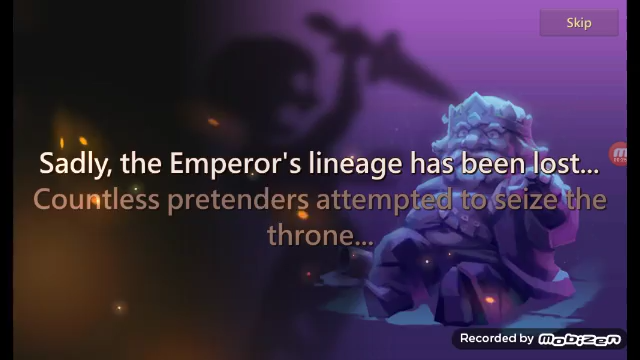 Skip
Sadly, the Emperor's lineage has been lost...
Countless pretenders attempted to seize the
throne...
Recorded by Mobizen